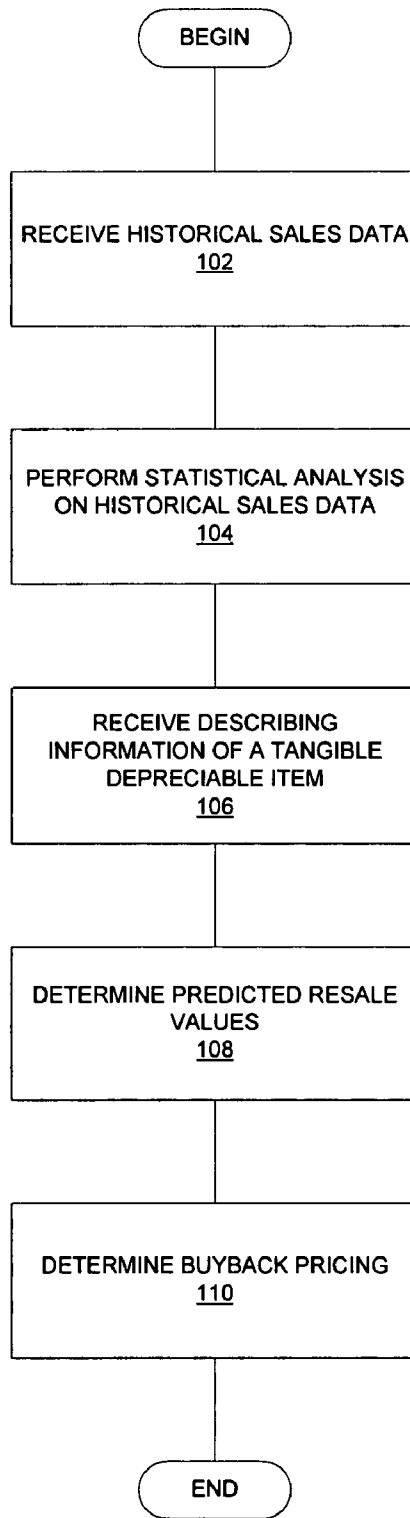 BEGIN
RECEIVE HISTORICAL SALES DATA
102
PERFORM STATISTICAL ANALYSIS
ON HISTORICAL SALES DATA
104
RECEIVE DESCRIBING
INFORMATION OF A TANGIBLE
DEPRECIABLE ITEM
106
DETERMINE PREDICTED RESALE
VALUES
108
DETERMINE BUYBACK PRICING
110
END